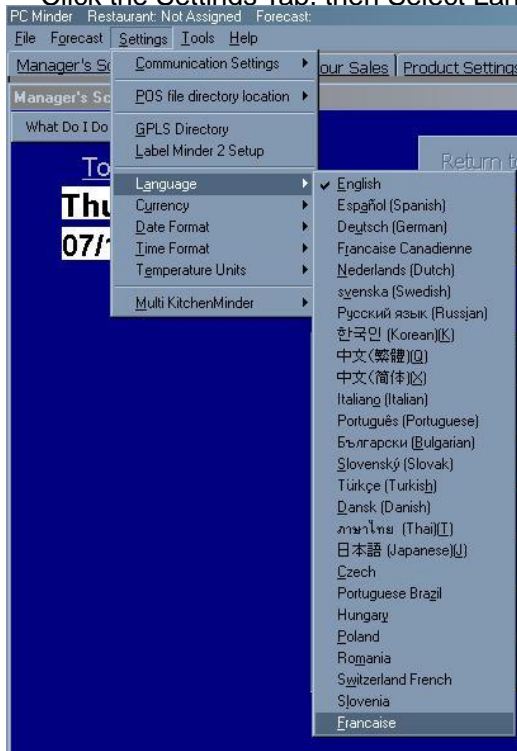 Click the Settings Tab, then Select Lan
PC Minder Restaurant: Not Assigned Forecast:
File Forecast Settings Tools Help
Manager's Sc
our Sales Product Settings
Manager's Sc
What Do I Do
Return t
To
Thu
07/1
Communication Settings
POS file directory location
GPLS Directory
Label Minder 2 Setup
Language
Currency
Date Format
Time Format
Temperature Units
Multi KitchenMinder
✓ English
Español (Spanish)
Deutsch (German)
Francaise Canadienne
Nederlands (Dutch)
svenska (Swedish)
Русский язык (Russian)
한국인 (Korean)(K)
中文(繁體)(Q)
中文(简体)(X)
Italiano (Italian)
Português (Portuguese)
Български (Bulgarian)
Slovenský (Slovak)
Türkçe (Turkish)
Dansk (Danish)
ภาษาไทย (Thai)(T)
日本語 (Japanese)(J)
Czech
Portuguese Brazil
Hungary
Poland
Romania
Switzerland French
Slovenia
Francaise